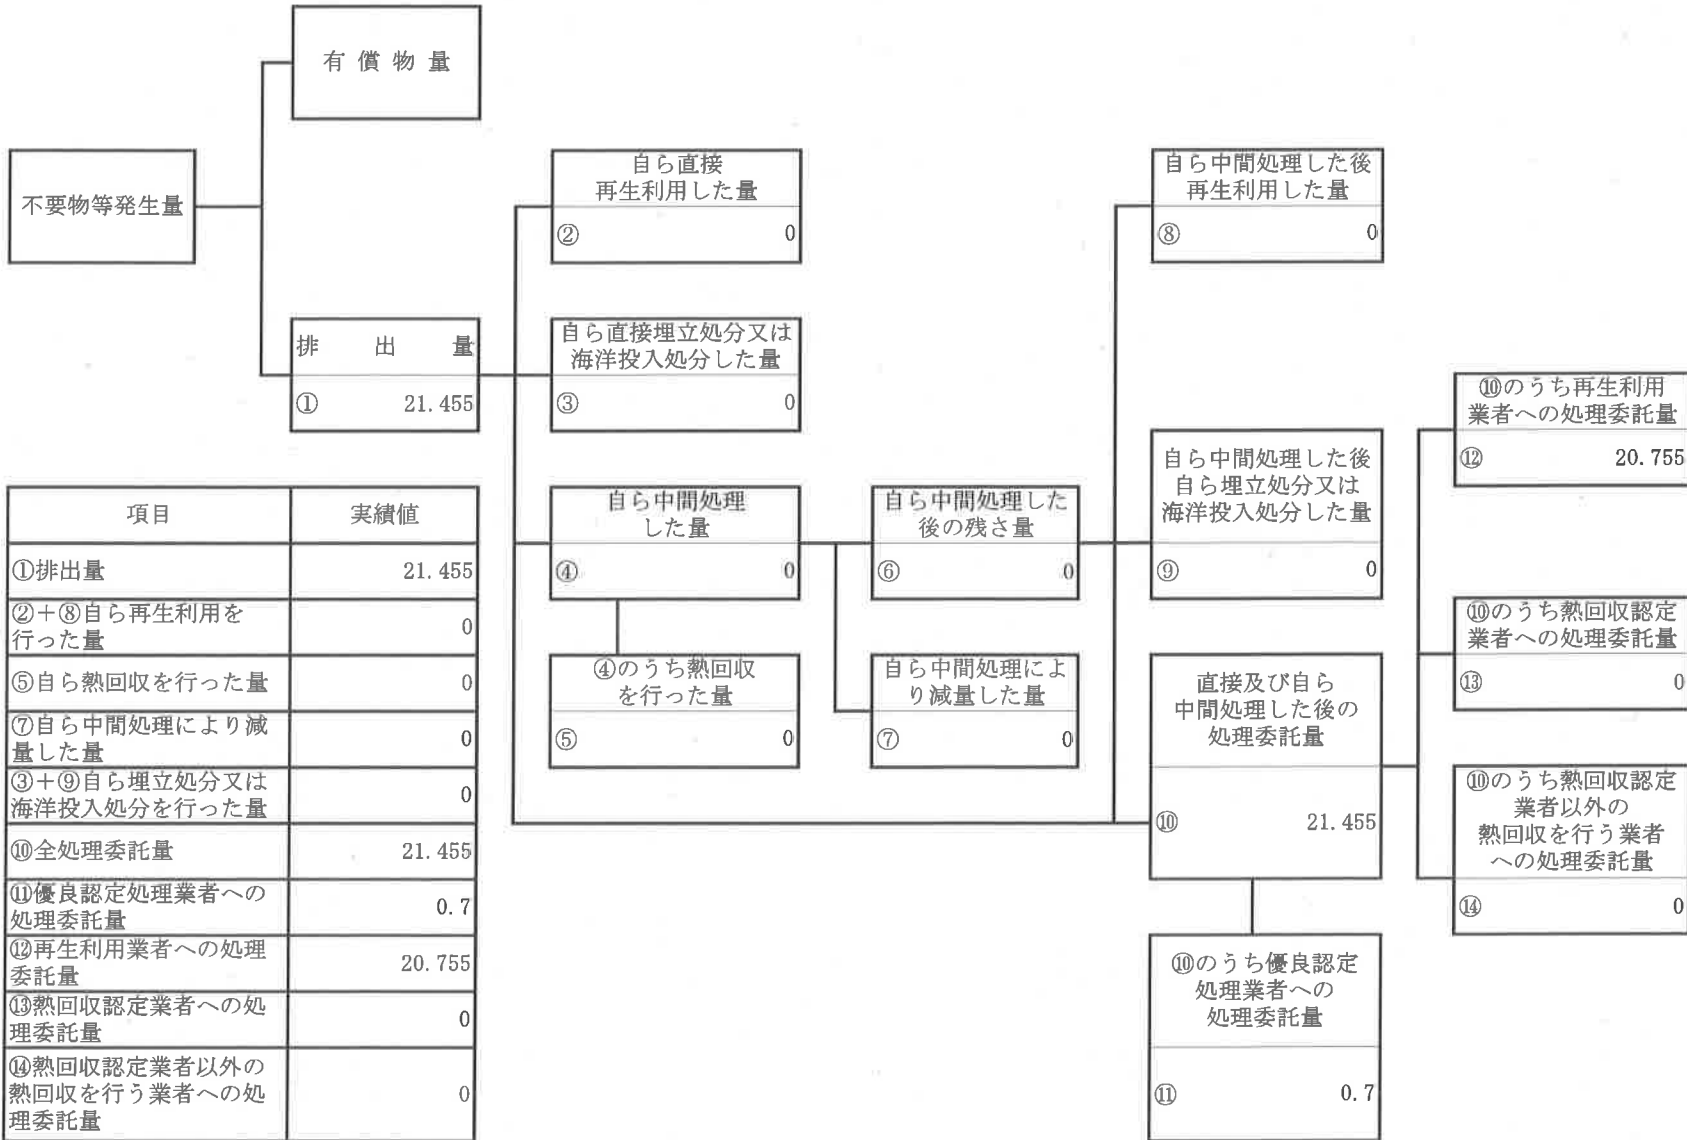 有償物量
不要物等発生量
排出量
① 21.455
自ら直接
再生利用した量
② 0
自ら直接埋立処分又は
海洋投入処分した量
③ 0
自ら中間処理
した量
④ 0
④のうち熱回収
を行った量
⑤ 0
自ら中間処理した
後の残さ量
⑥ 0
自ら中間処理によ
り減量した量
⑦ 0
自ら中間処理した後
再生利用した量
⑧ 0
自ら中間処理した後
自ら埋立処分又は
海洋投入処分した量
⑨ 0
直接及び自ら
中間処理した後の
処理委託量
⑩ 21.455
⑩のうち優良認定
処理業者への
処理委託量
⑪ 0.7
⑩のうち再生利用
業者への処理委託量
⑫ 20.755
⑩のうち熱回収認定
業者への処理委託量
⑬ 0
⑩のうち熱回収認定
業者以外の
熱回収を行う業者
への処理委託量
⑭ 0
項目 実績値
①排出量 21.455
②+⑧自ら再生利用を
行った量 0
⑤自ら熱回収を行った量 0
⑦自ら中間処理により減
量した量 0
③+⑨自ら埋立処分又は
海洋投入処分を行った量 0
⑩全処理委託量 21.455
⑪優良認定処理業者への
処理委託量 0.7
⑫再生利用業者への処理
委託量 20.755
⑬熱回収認定業者への処
理委託量 0
⑭熱回収認定業者以外の
熱回収を行う業者への処
理委託量 0